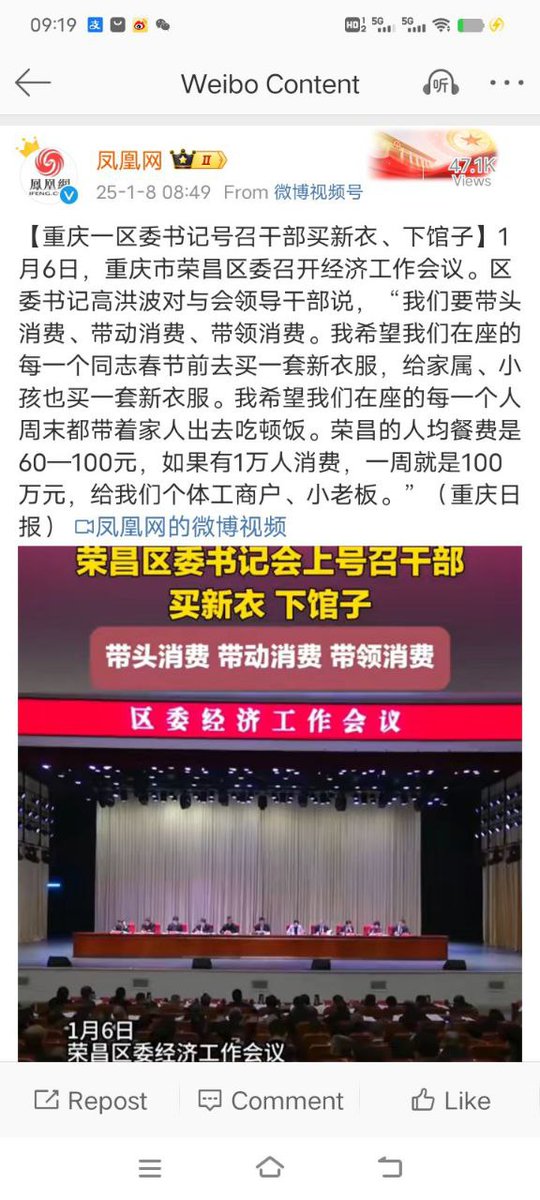 09:19
HD 1 2 5G 5G
Weibo Content
听
凤凰网 II
凤凰网
IFENG.C
47.1K
Views
25-1-8 08:49 From 微博视频号
【重庆一区委书记号召干部买新衣、下馆子】1
月6日，重庆市荣昌区委召开经济工作会议。区
委书记高洪波对与会领导干部说，“我们要带头
消费、带动消费、带领消费。我希望我们在座的
每一个同志春节前去买一套新衣服，给家属、小
孩也买一套新衣服。我希望我们在座的每一个人
周末都带着家人出去吃顿饭。荣昌的人均餐费是
60—100元，如果有1万人消费，一周就是100
万元，给我们个体工商户、小老板。”（重庆日
报） 凤凰网的微博视频
荣昌区委书记会上号召干部
买新衣 下馆子
带头消费 带动消费 带领消费
区委经济工作会议
1月6日
荣昌区委经济工作会议
Repost
Comment
Like